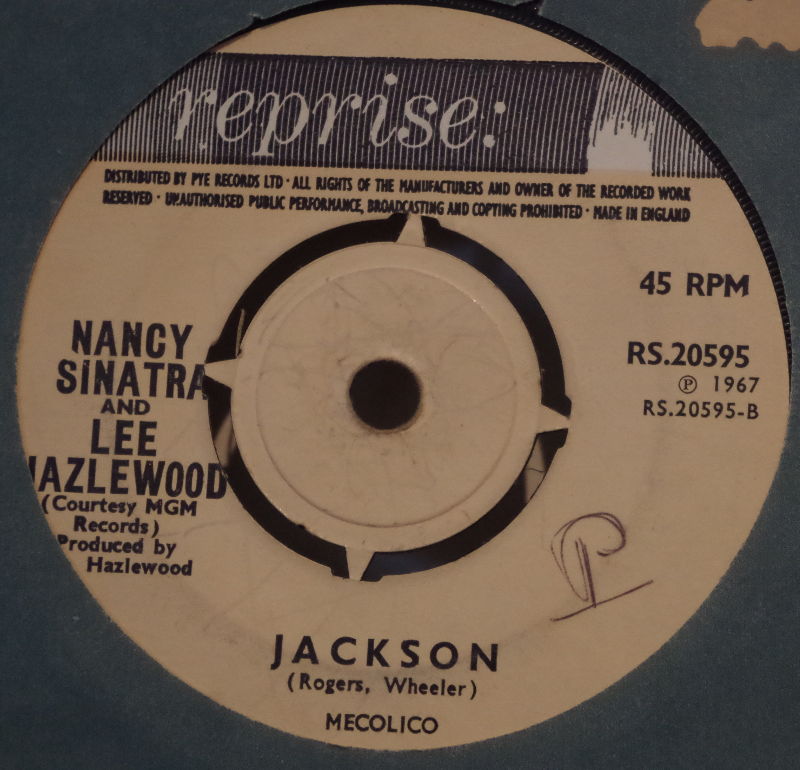 reprise:
DISTRIBUTED BY PYE RECORDS LTD · ALL RIGHTS OF THE MANUFACTURERS AND OWNER OF THE RECORDED WORK
RESERVED · UNAUTHORISED PUBLIC PERFORMANCE, BROADCASTING AND COPYING PROHIBITED · MADE IN ENGLAND
45 RPM
RS.20595
Ⓟ 1967
RS.20595-B
NANCY
SINATRA
AND
LEE
HAZLEWOOD
(Courtesy MGM
Records)
Produced by
Hazlewood
P
JACKSON
(Rogers, Wheeler)
MECOLICO